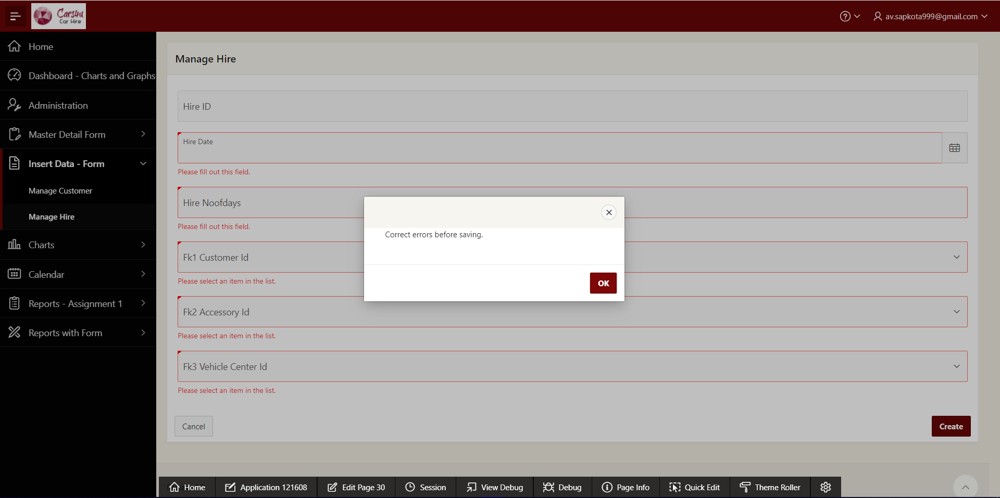 Cars4u
Car Hire
av.sapkota999@gmail.com
Home
Dashboard - Charts and Graphs
Administration
Master Detail Form
Insert Data - Form
Manage Customer
Manage Hire
Charts
Calendar
Reports - Assignment 1
Reports with Form
Manage Hire
Hire ID
Hire Date
Please fill out this field.
Hire Noofdays
Please fill out this field.
Fk1 Customer Id
Please select an item in the list.
Fk2 Accessory Id
Please select an item in the list.
Fk3 Vehicle Center Id
Please select an item in the list.
Cancel
Create
Correct errors before saving.
OK
Home
Application 121608
Edit Page 30
Session
View Debug
Debug
Page Info
Quick Edit
Theme Roller